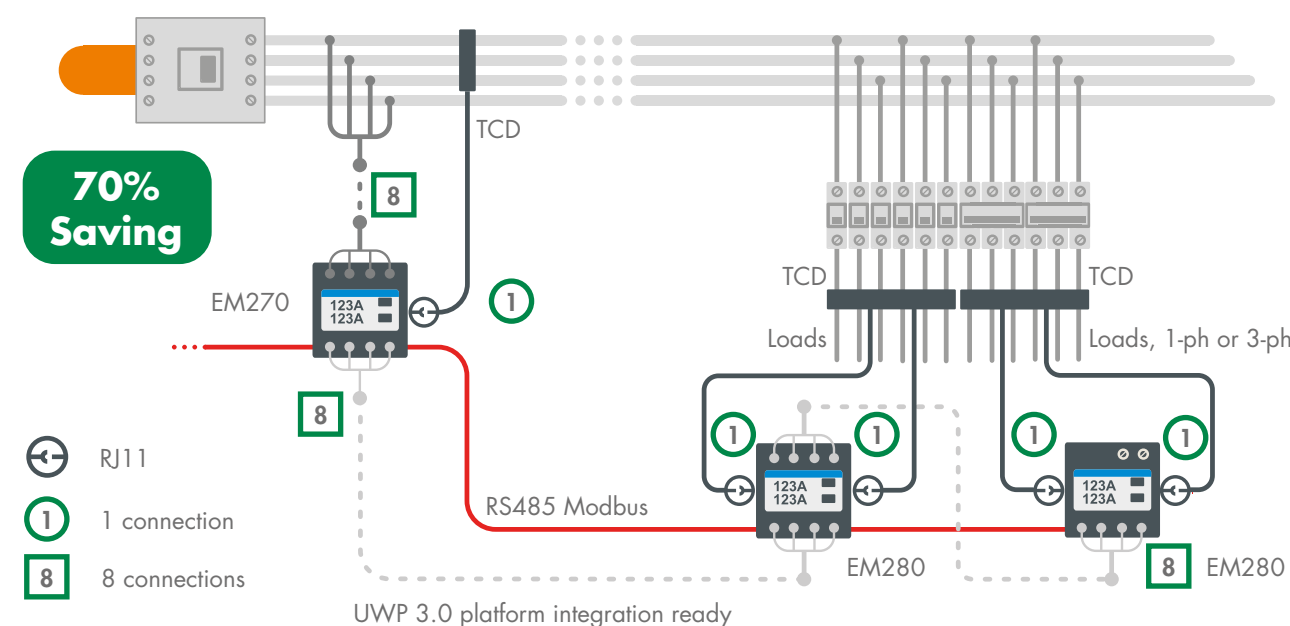 TCD
70%
Saving
8
EM270
123A
123A
1
TCD
TCD
Loads
Loads, 1-ph or 3-ph
8
1
1
1
1
RJ11
1
1 connection
8
8 connections
RS485 Modbus
123A
123A
EM280
123A
123A
8
EM280
UWP 3.0 platform integration ready